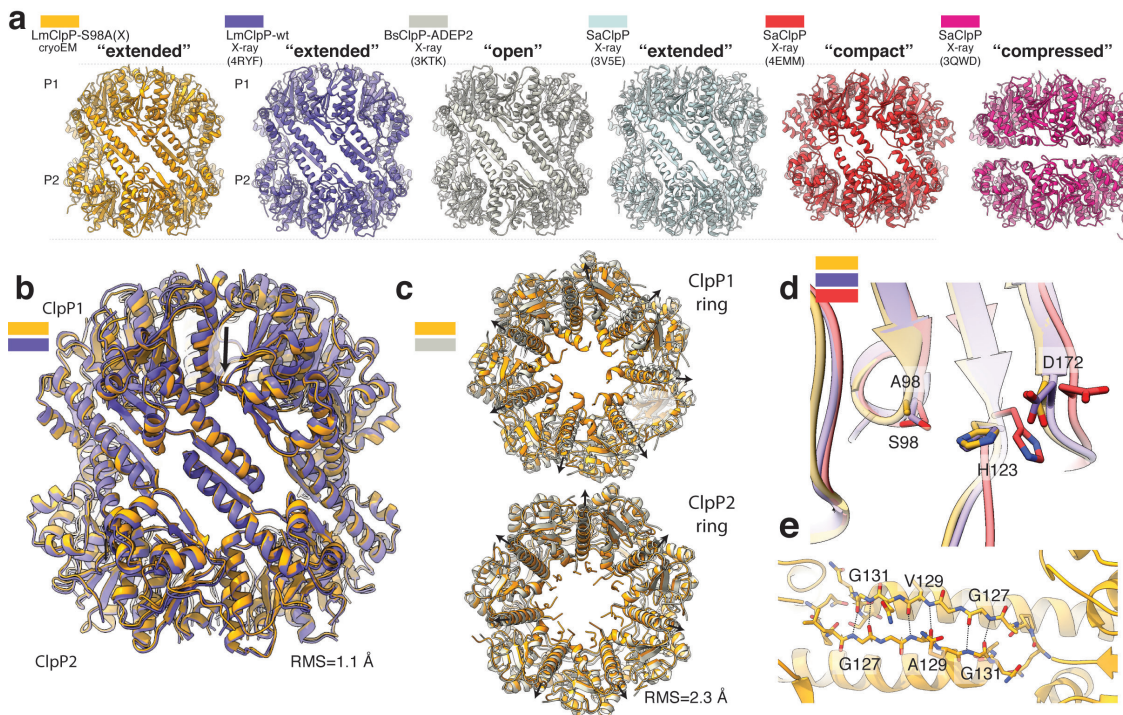 a
LmClpP-S98A(X)
cryoEM
"extended"
LmClpP-wt
X-ray
(4RYF)
"extended"
BsClpP-ADEP2
X-ray
(3KTK)
"open"
SaClpP
X-ray
(3V5E)
"extended"
SaClpP
X-ray
(4EMM)
"compact"
SaClpP
X-ray
(3QWD)
"compressed"
P1
P1
P2
P2
b
ClpP1
ClpP2
RMS=1.1 Å
c
ClpP1
ring
ClpP2
ring
RMS=2.3 Å
d
D172
A98
S98
H123
e
G131
V129
G127
G127
A129
G131